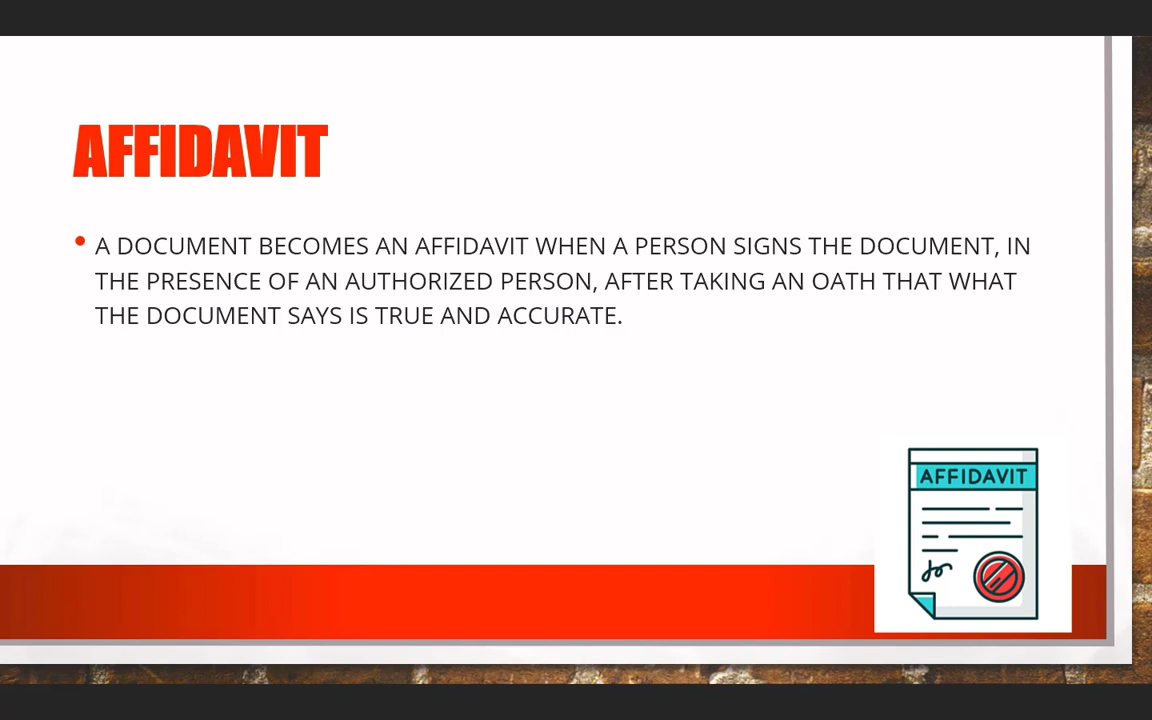 AFFIDAVIT
• A DOCUMENT BECOMES AN AFFIDAVIT WHEN A PERSON SIGNS THE DOCUMENT, IN
THE PRESENCE OF AN AUTHORIZED PERSON, AFTER TAKING AN OATH THAT WHAT
THE DOCUMENT SAYS IS TRUE AND ACCURATE.
AFFIDAVIT